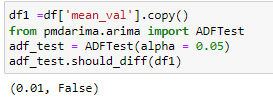 df1 =df['mean_val'].copy()
from pmdarima.arima import ADFTest
adf_test = ADFTest(alpha = 0.05)
adf_test.should_diff(df1)
(0.01, False)